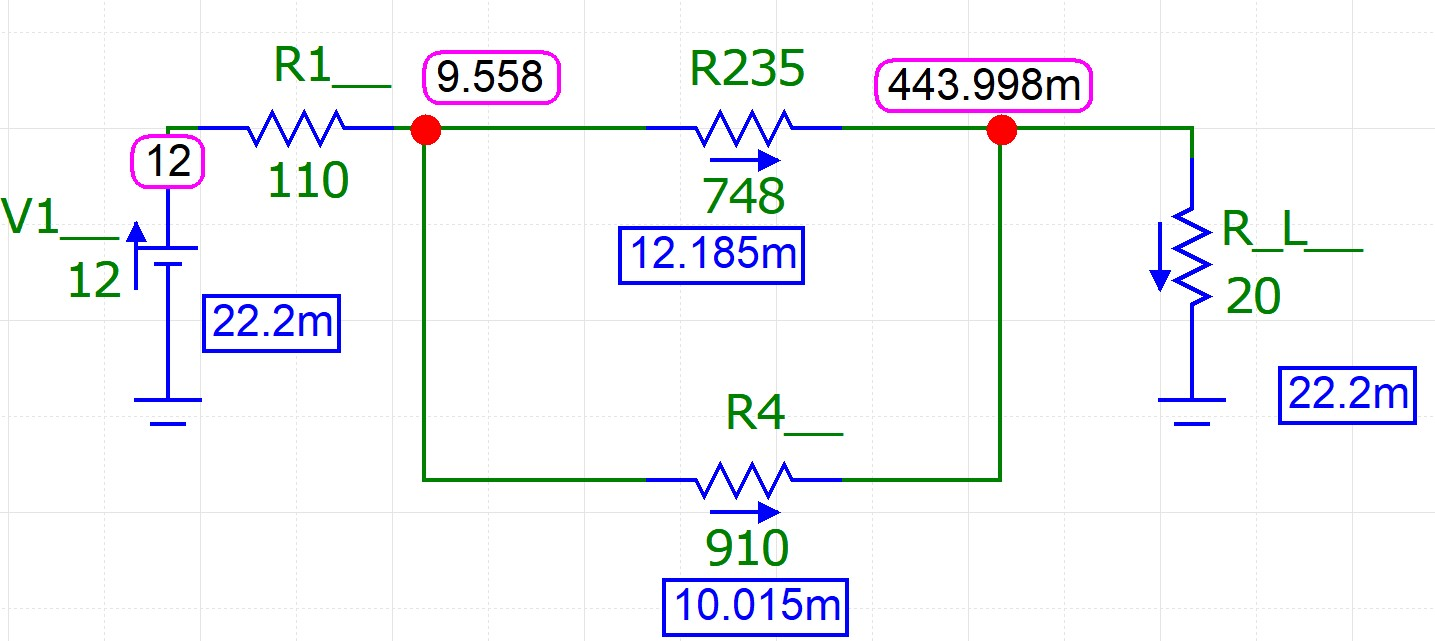 R1__
9.558
R235
443.998m
12
110
748
V1__
12
12.185m
R_L__
20
22.2m
22.2m
R4__
910
10.015m